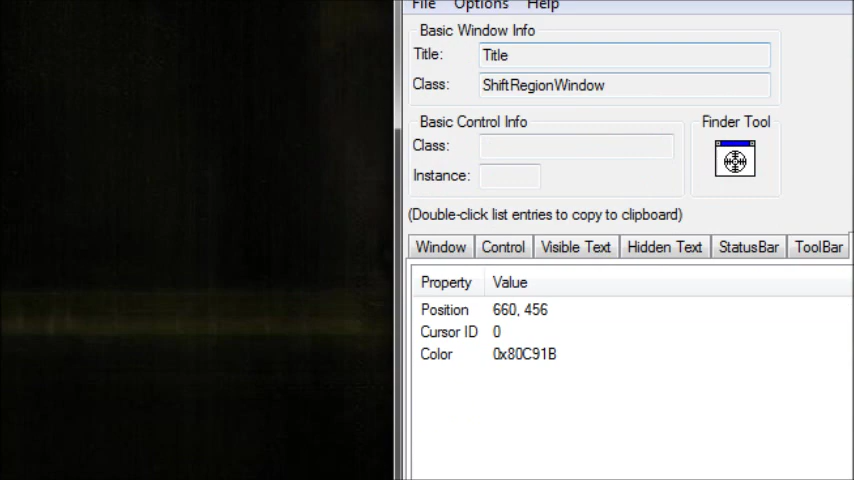 File Options Help
Basic Window Info
Title: Title
Class: ShiftRegionWindow
Basic Control Info
Finder Tool
Class:
Instance:
(Double-click list entries to copy to clipboard)
Window Control Visible Text Hidden Text StatusBar ToolBar
Property Value
Position 660, 456
Cursor ID 0
Color 0x80C91B